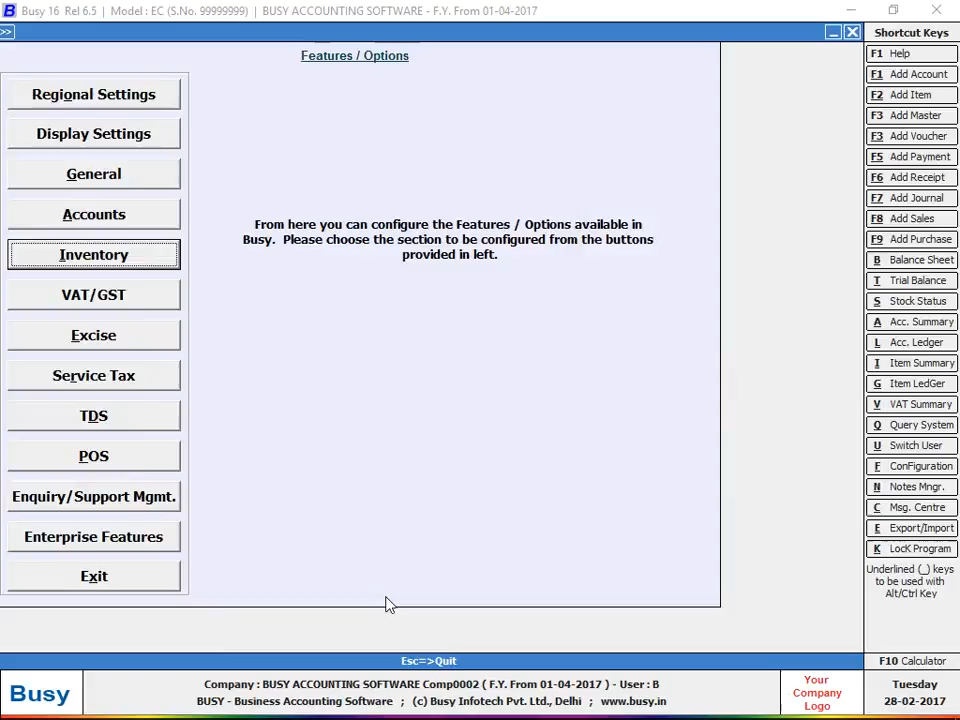 B Busy 16 Rel 6.5 | Model : EC (S.No. 99999999) | BUSY ACCOUNTING SOFTWARE - F.Y. From 01-04-2017
>>
Features / Options
Regional Settings
Display Settings
General
Accounts
Inventory
VAT/GST
Excise
Service Tax
TDS
POS
Enquiry/Support Mgmt.
Enterprise Features
Exit
From here you can configure the Features / Options available in
Busy. Please choose the section to be configured from the buttons
provided in left.
Shortcut Keys
F1 Help
F1 Add Account
F2 Add Item
F3 Add Master
F3 Add Voucher
F5 Add Payment
F6 Add Receipt
F7 Add Journal
F8 Add Sales
F9 Add Purchase
B Balance Sheet
T Trial Balance
S Stock Status
A Acc. Summary
L Acc. Ledger
I Item Summary
G Item LedGer
V VAT Summary
Q Query System
U Switch User
F ConFiguration
N Notes Mngr.
C Msg. Centre
E Export/Import
K LocK Program
Underlined (_) keys
to be used with
Alt/Ctrl Key
Esc=>Quit
F10 Calculator
Busy
Company : BUSY ACCOUNTING SOFTWARE Comp0002 ( F.Y. From 01-04-2017 ) - User : B
BUSY - Business Accounting Software ; (c) Busy Infotech Pvt. Ltd., Delhi ; www.busy.in
Your
Company
Logo
Tuesday
28-02-2017